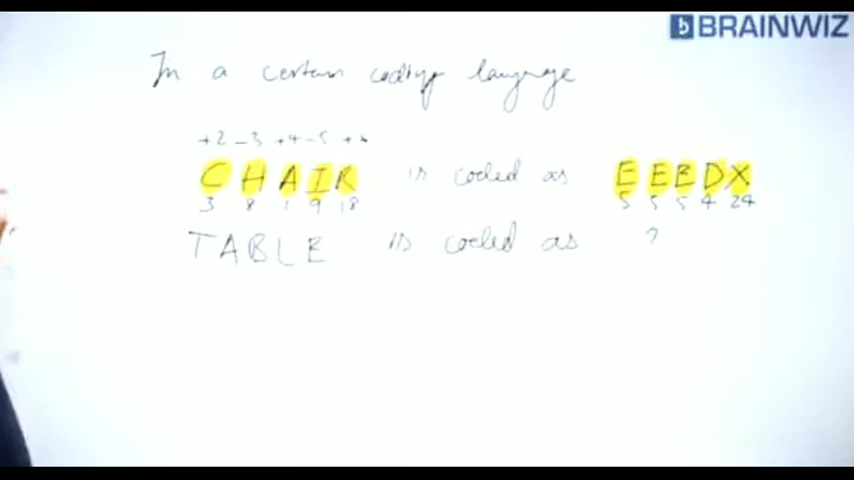 BRAINWIZ
In a certain coding language
+2 -3 +4 -5 +6
CHAIR is coded as EEEDX
3 8 1 9 18 5 5 5 4 24
TABLE is coded as ?